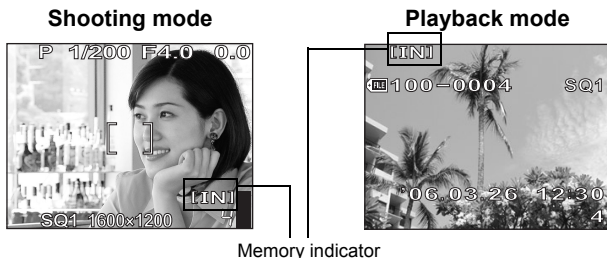 Shooting mode
P 1/200 F4.0 0.0
[IN]
SQ1 1600×1200 4
Playback mode
[IN]
FILE 100-0004 SQ1
'06.03.26 12:30
4
Memory indicator